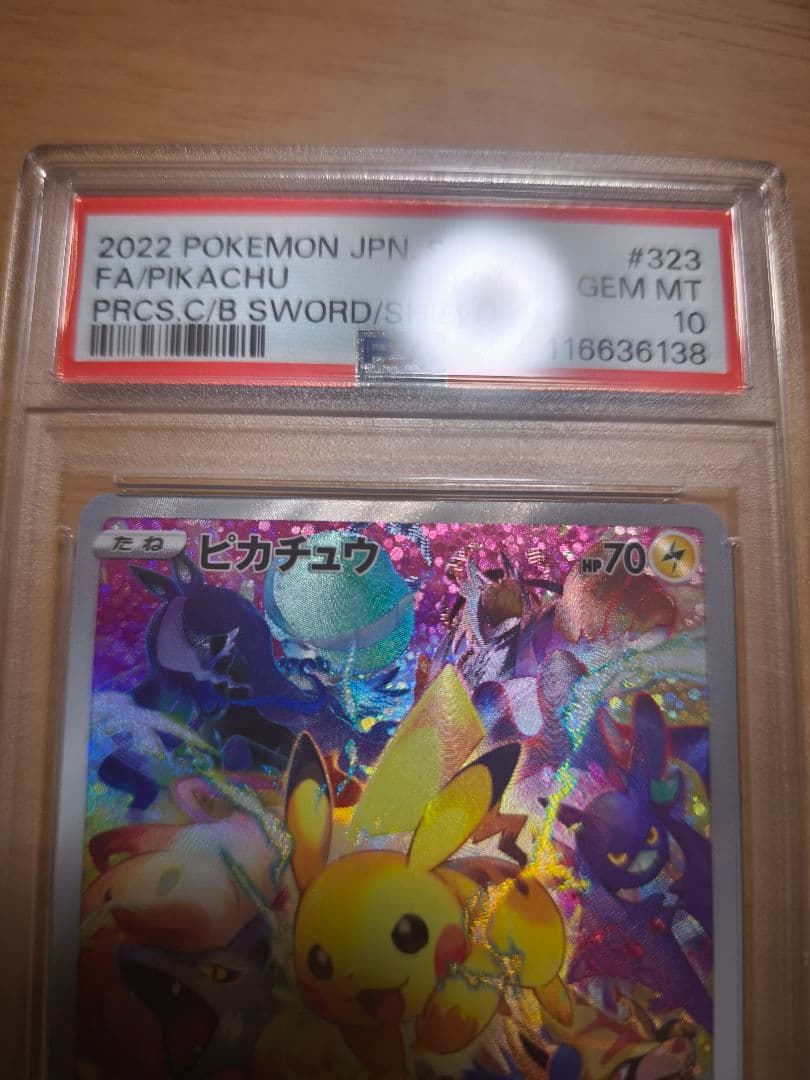 2022 POKEMON JPN. #323
FA/PIKACHU GEM MT
PRCS.C/B SWORD/SHIELD 10
116636138
たね ピカチュウ HP70